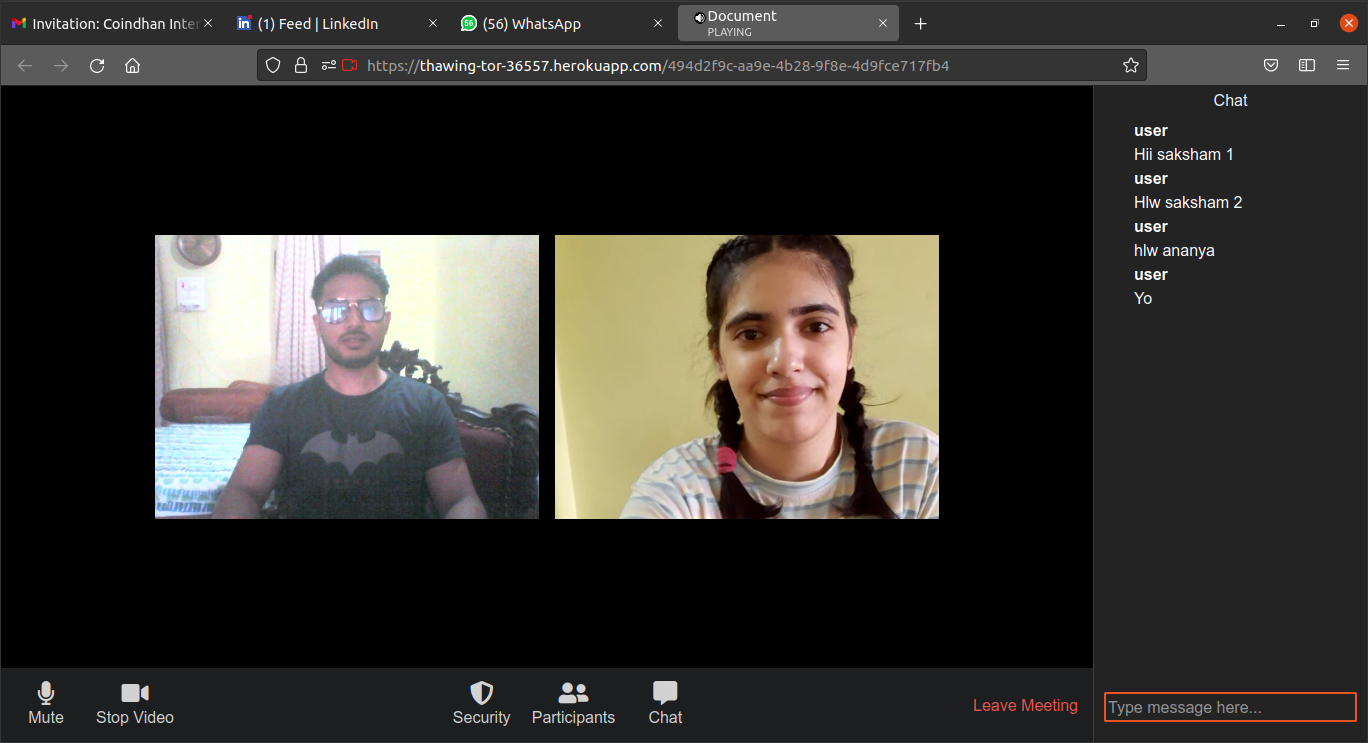 Invitation: Coindhan Inter
(1) Feed | LinkedIn
56
(56) WhatsApp
Document
PLAYING
https://thawing-tor-36557.herokuapp.com/494d2f9c-aa9e-4b28-9f8e-4d9fce717fb4
Chat
user
Hii saksham 1
user
Hlw saksham 2
user
hlw ananya
user
Yo
Mute
Stop Video
Security
Participants
Chat
Leave Meeting
Type message here...